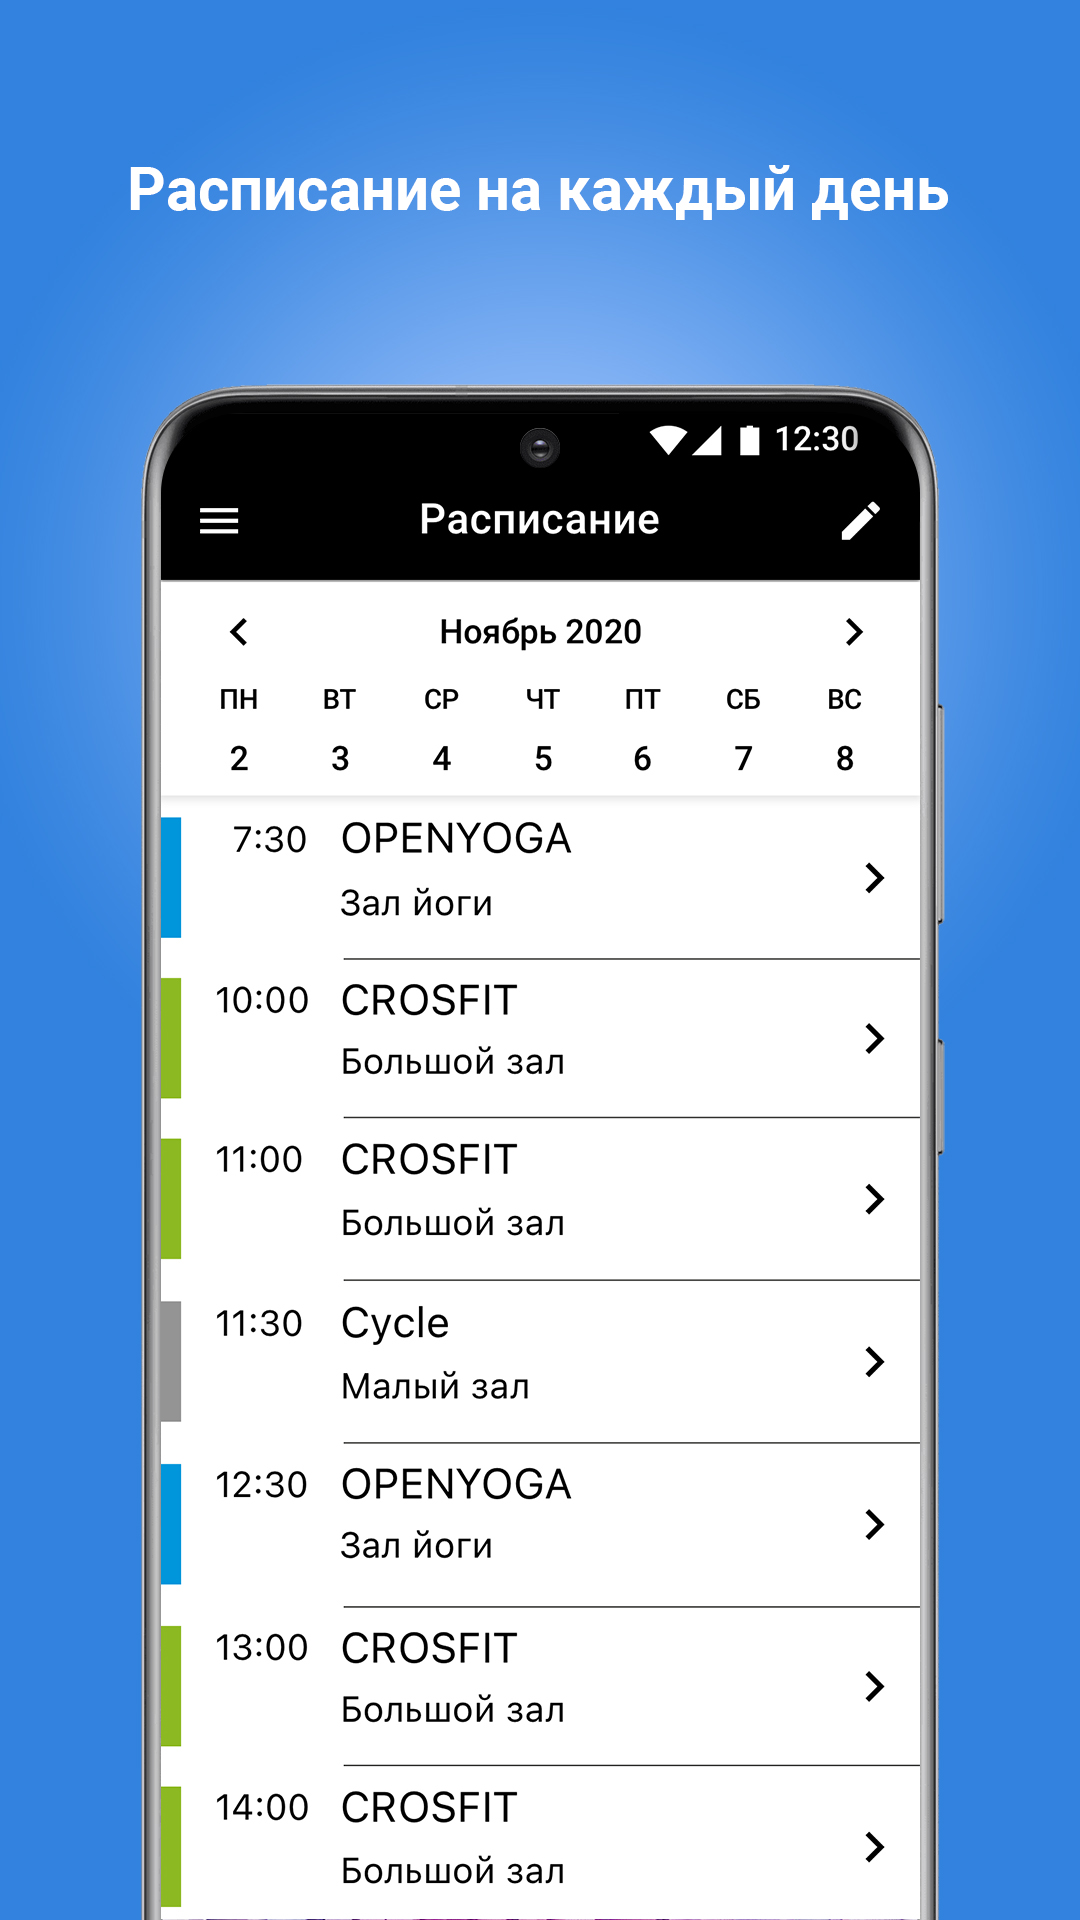 Расписание на каждый день
12:30
Расписание
Ноябрь 2020
ПН ВТ СР ЧТ ПТ СБ ВС
2 3 4 5 6 7 8
7:30 OPENYOGA
Зал йоги
10:00 CROSFIT
Большой зал
11:00 CROSFIT
Большой зал
11:30 Cycle
Малый зал
12:30 OPENYOGA
Зал йоги
13:00 CROSFIT
Большой зал
14:00 CROSFIT
Большой зал